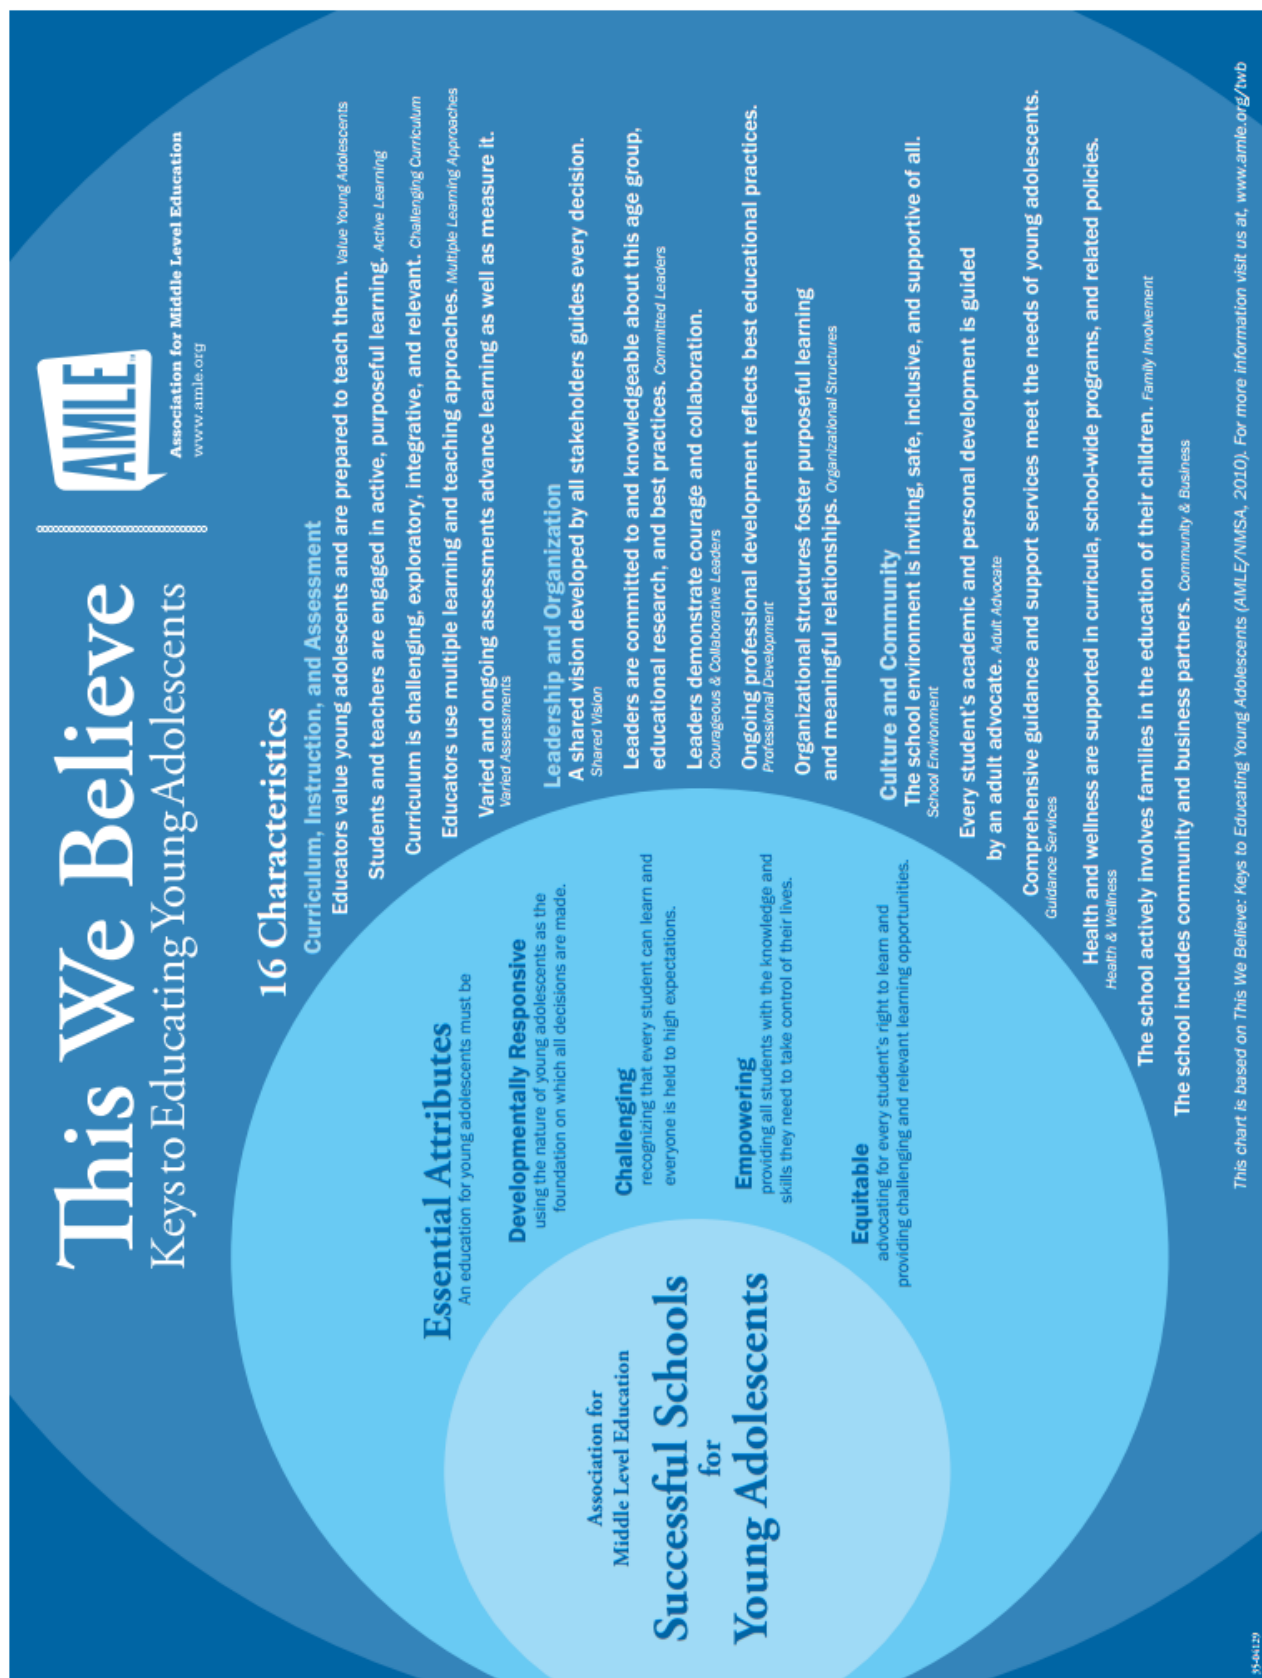 This We Believe
Keys to Educating Young Adolescents
AMLE™
Association for Middle Level Education
www.amle.org
16 Characteristics
Curriculum, Instruction, and Assessment
Educators value young adolescents and are prepared to teach them. Value Young Adolescents
Students and teachers are engaged in active, purposeful learning. Active Learning
Curriculum is challenging, exploratory, integrative, and relevant. Challenging Curriculum
Educators use multiple learning and teaching approaches. Multiple Learning Approaches
Varied and ongoing assessments advance learning as well as measure it.
Varied Assessments
Leadership and Organization
A shared vision developed by all stakeholders guides every decision.
Shared Vision
Leaders are committed to and knowledgeable about this age group,
educational research, and best practices. Committed Leaders
Leaders demonstrate courage and collaboration.
Courageous & Collaborative Leaders
Ongoing professional development reflects best educational practices.
Professional Development
Organizational structures foster purposeful learning
and meaningful relationships. Organizational Structures
Culture and Community
The school environment is inviting, safe, inclusive, and supportive of all.
School Environment
Every student's academic and personal development is guided
by an adult advocate. Adult Advocate
Comprehensive guidance and support services meet the needs of young adolescents.
Guidance Services
Health and wellness are supported in curricula, school-wide programs, and related policies.
Health & Wellness
The school actively involves families in the education of their children. Family Involvement
The school includes community and business partners. Community & Business
Essential Attributes
An education for young adolescents must be
Developmentally Responsive
using the nature of young adolescents as the
foundation on which all decisions are made.
Challenging
recognizing that every student can learn and
everyone is held to high expectations.
Empowering
providing all students with the knowledge and
skills they need to take control of their lives.
Equitable
advocating for every student's right to learn and
providing challenging and relevant learning opportunities.
Association for
Middle Level Education
Successful Schools
for
Young Adolescents
This chart is based on This We Believe: Keys to Educating Young Adolescents (AMLE/NMSA, 2010). For more information visit us at, www.amle.org/twb
35-04129